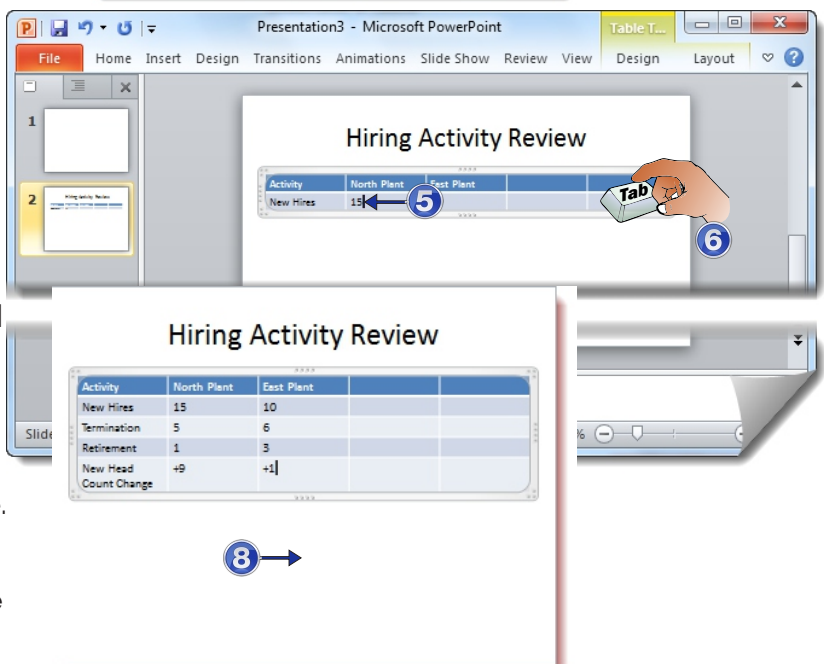 Presentation3 - Microsoft PowerPoint
Table T...
File Home Insert Design Transitions Animations Slide Show Review View Design Layout
1
2
Hiring Activity Review
Hiring Activity Review
Activity North Plant East Plant
New Hires 15
5
Tab
6
Hiring Activity Review
Activity North Plant East Plant
New Hires 15 10
Termination 5 6
Retirement 1 3
New Head +9 +1
Count Change
Slide
%
8